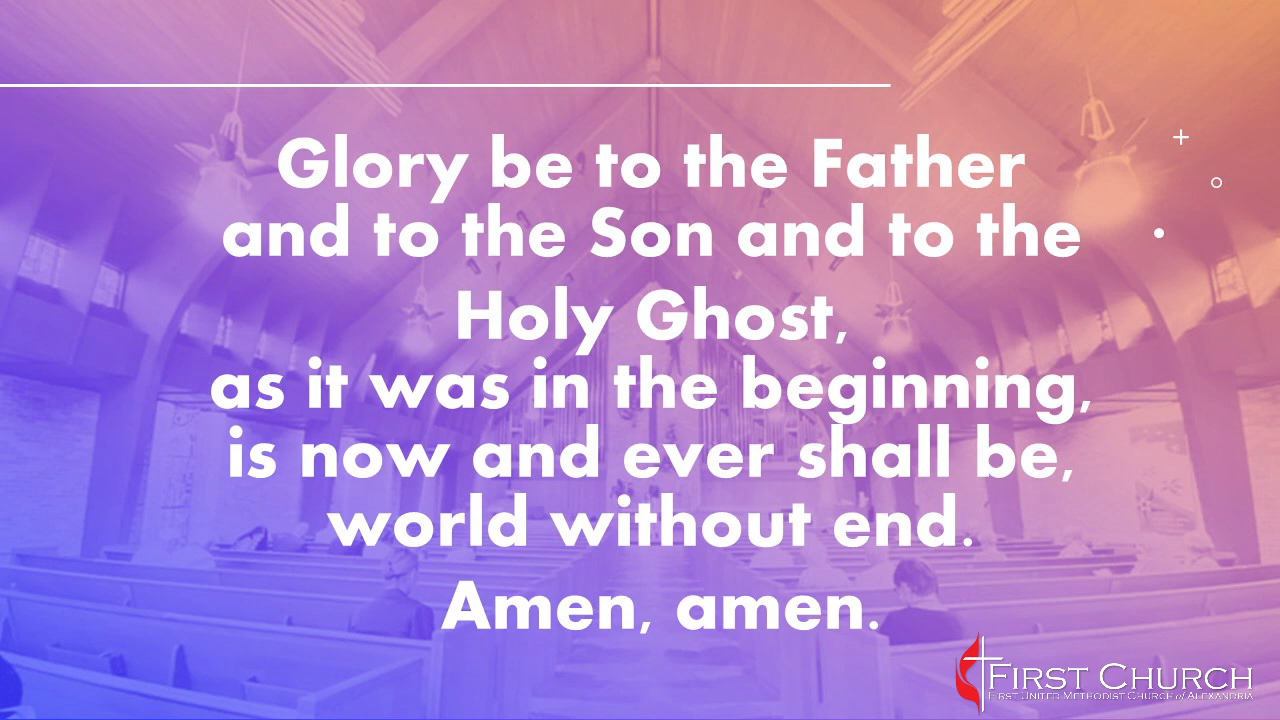 Glory be to the Father
and to the Son and to the
Holy Ghost,
as it was in the beginning,
is now and ever shall be,
world without end.
Amen, amen.
FIRST CHURCH
FIRST UNITED METHODIST CHURCH of ALEXANDRIA